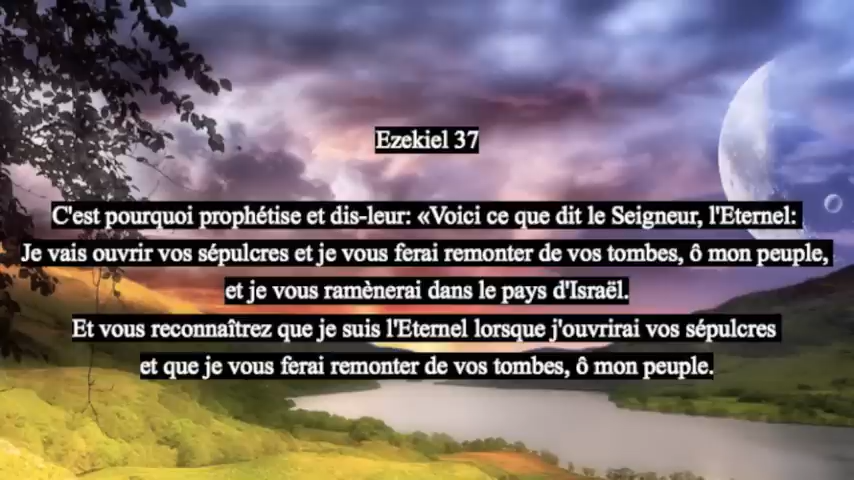 Ezekiel 37
C'est pourquoi prophétise et dis-leur: «Voici ce que dit le Seigneur, l'Eternel:
Je vais ouvrir vos sépulcres et je vous ferai remonter de vos tombes, ô mon peuple,
et je vous ramènerai dans le pays d'Israël.
Et vous reconnaîtrez que je suis l'Eternel lorsque j'ouvrirai vos sépulcres
et que je vous ferai remonter de vos tombes, ô mon peuple.